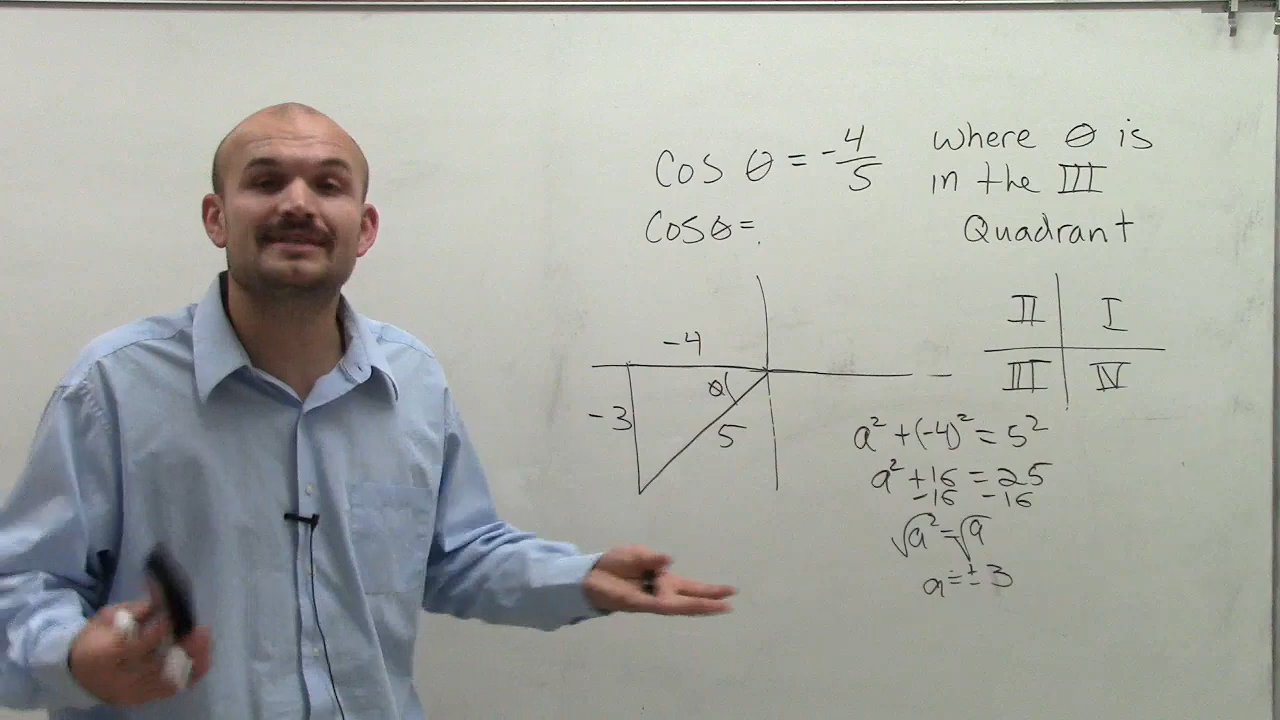 cos θ = -4/5 where θ is
in the III
Quadrant
cosθ=
II I
III IV
-4
θ
-3
5
a² + (-4)² = 5²
a² + 16 = 25
-16 -16
√a² = √9
a = ± 3